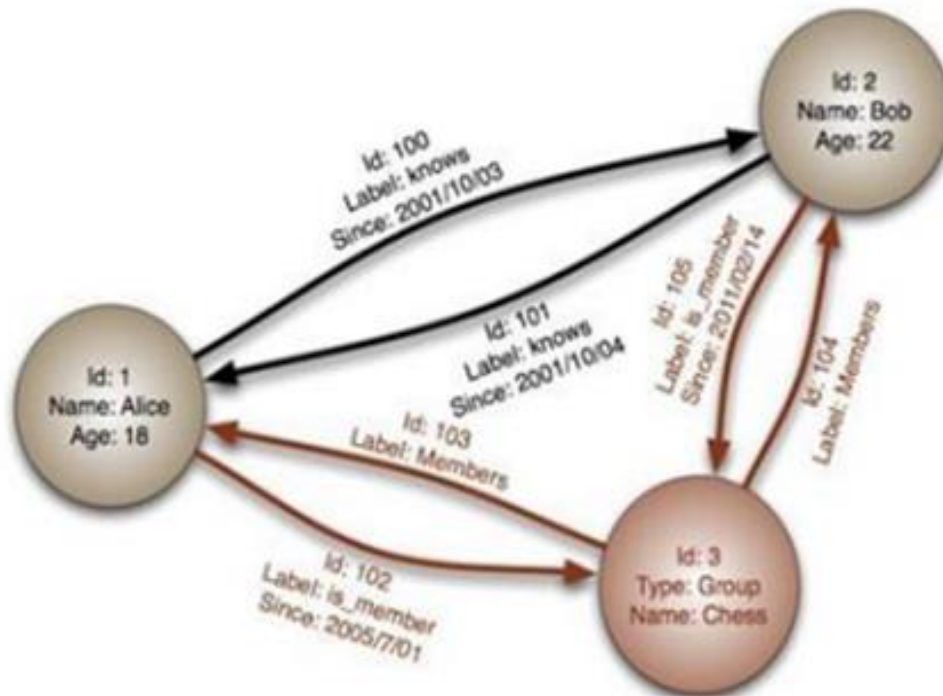 Id: 2
Name: Bob
Age: 22
Id: 100
Label: knows
Since: 2001/10/03
Id: 101
Label: knows
Since: 2001/10/04
Id: 105
Label: is_member
Since: 2011/02/14
Id: 104
Label: Members
Id: 1
Name: Alice
Age: 18
Id: 103
Label: Members
Id: 102
Label: is_member
Since: 2005/7/01
Id: 3
Type: Group
Name: Chess